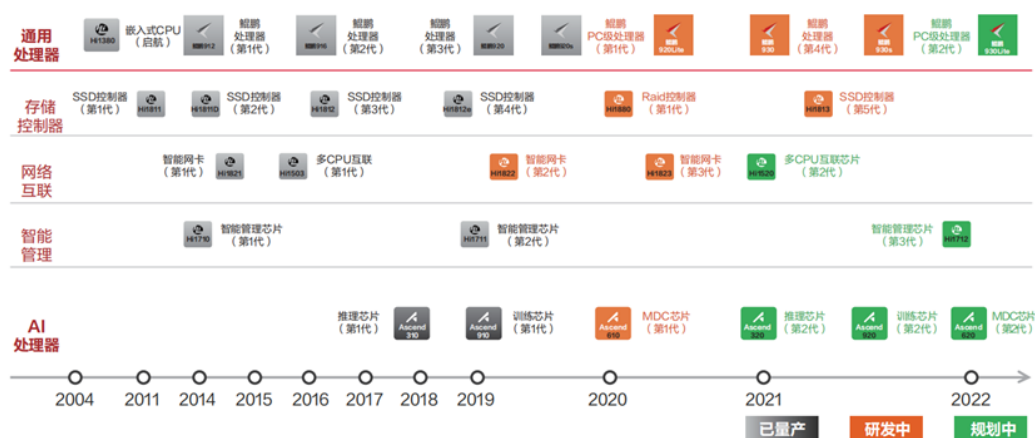 通用
处理器
Hi1380
嵌入式CPU
（启航）
鲲鹏912
鲲鹏
处理器
（第1代）
鲲鹏916
鲲鹏
处理器
（第2代）
鲲鹏
处理器
（第3代）
鲲鹏920
鲲鹏920s
鲲鹏
PC级处理器
（第1代）
鲲鹏
920Lite
鲲鹏
930
鲲鹏
处理器
（第4代）
鲲鹏
930s
鲲鹏
PC级处理器
（第2代）
鲲鹏
930Lite
存储
控制器
SSD控制器
（第1代）
Hi1811
Hi1811D
SSD控制器
（第2代）
Hi1812
SSD控制器
（第3代）
Hi1812e
SSD控制器
（第4代）
Hi1880
Raid控制器
（第1代）
Hi1813
SSD控制器
（第5代）
网络
互联
智能网卡
（第1代）
Hi1821
Hi1503
多CPU互联
（第1代）
Hi1822
智能网卡
（第2代）
Hi1823
智能网卡
（第3代）
Hi1520
多CPU互联芯片
（第2代）
智能
管理
Hi1710
智能管理芯片
（第1代）
Hi1711
智能管理芯片
（第2代）
智能管理芯片
（第3代）
Hi1712
AI
处理器
推理芯片
（第1代）
Ascend
310
Ascend
910
训练芯片
（第1代）
Ascend
610
MDC芯片
（第1代）
Ascend
320
推理芯片
（第2代）
Ascend
920
训练芯片
（第2代）
Ascend
620
MDC芯片
（第2代）
2004
2011
2014
2015
2016
2017
2018
2019
2020
2021
2022
已量产
研发中
规划中